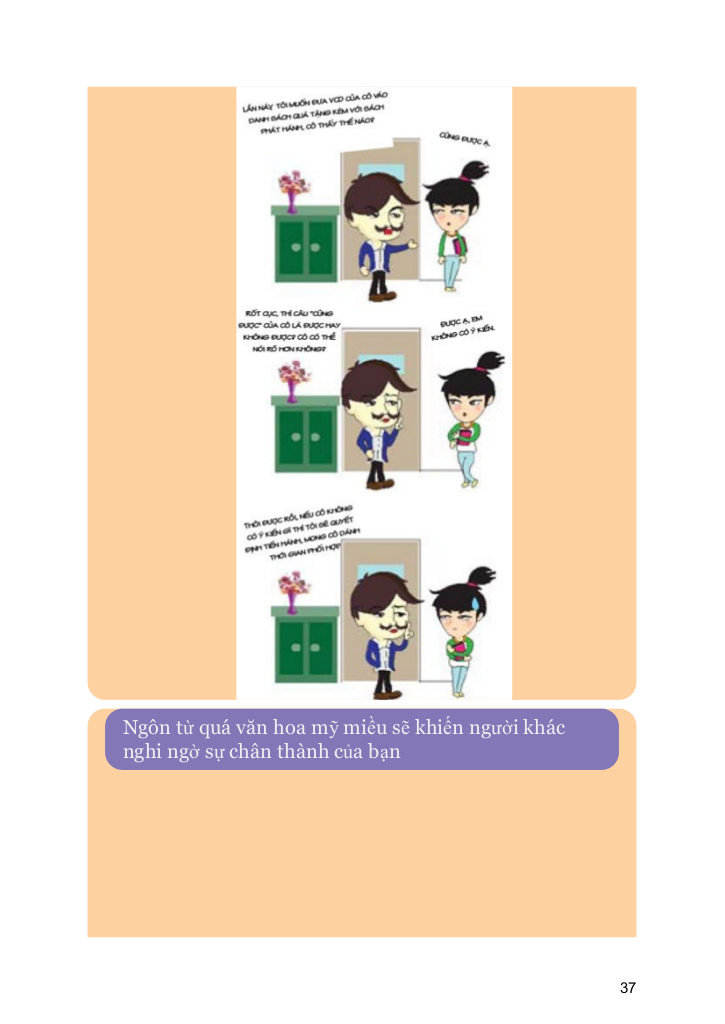 LẦN NÀY, TÔI MUỐN ĐƯA VCD CỦA CÔ VÀO
DANH SÁCH QUÀ TẶNG KÈM VỚI SÁCH
PHÁT HÀNH, CÔ THẤY THẾ NÀO?
CŨNG ĐƯỢC Ạ.
RỐT CỤC, THÌ CÂU "CŨNG
ĐƯỢC" CỦA CÔ LÀ ĐƯỢC HAY
KHÔNG ĐƯỢC? CÔ CÓ THỂ
NÓI RÕ HƠN KHÔNG?
ĐƯỢC Ạ, EM
KHÔNG CÓ Ý KIẾN.
THÔI ĐƯỢC RỒI, NẾU CÔ KHÔNG
CÓ Ý KIẾN GÌ THÌ TÔI SẼ QUYẾT
ĐỊNH TIẾN HÀNH, MONG CÔ DÀNH
THỜI GIAN PHỐI HỢP.
Ngôn từ quá văn hoa mỹ miều sẽ khiến người khác
nghi ngờ sự chân thành của bạn
37